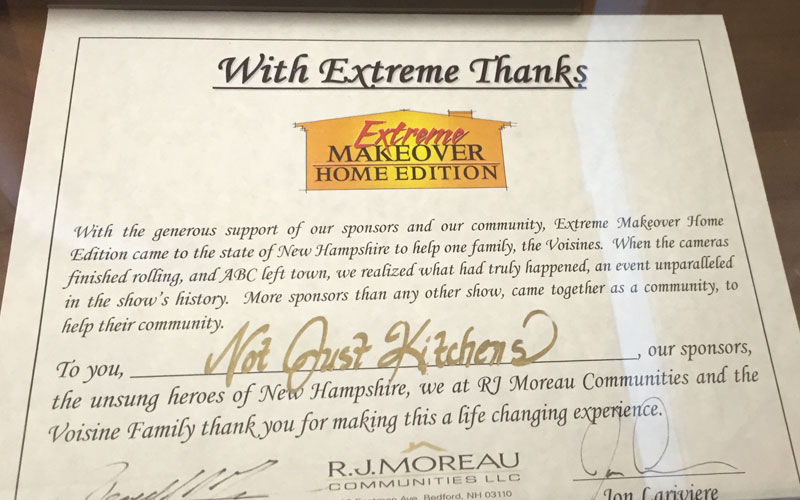 With Extreme Thanks
Extreme
MAKEOVER
HOME EDITION
With the generous support of our sponsors and our community, Extreme Makeover Home
Edition came to the state of New Hampshire to help one family, the Voisines. When the cameras
finished rolling, and ABC left town, we realized what had truly happened, an event unparalleled
in the show's history. More sponsors than any other show, came together as a community, to
help their community.
To you, Not Just Kitchens, our sponsors,
the unsung heroes of New Hampshire, we at RJ Moreau Communities and the
Voisine Family thank you for making this a life changing experience.
R.J. MOREAU
COMMUNITIES LLC
Ave, Bedford, NH 03110
Jon Lariviere